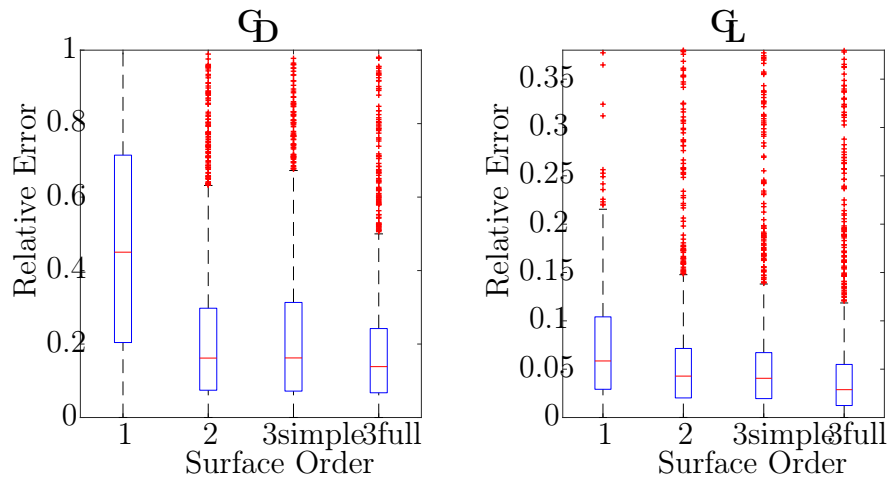 C_D
1
0.8
0.6
0.4
0.2
0
Relative Error
1 2 3simple 3full
Surface Order
C_L
0.35
0.3
0.25
0.2
0.15
0.1
0.05
0
Relative Error
1 2 3simple 3full
Surface Order